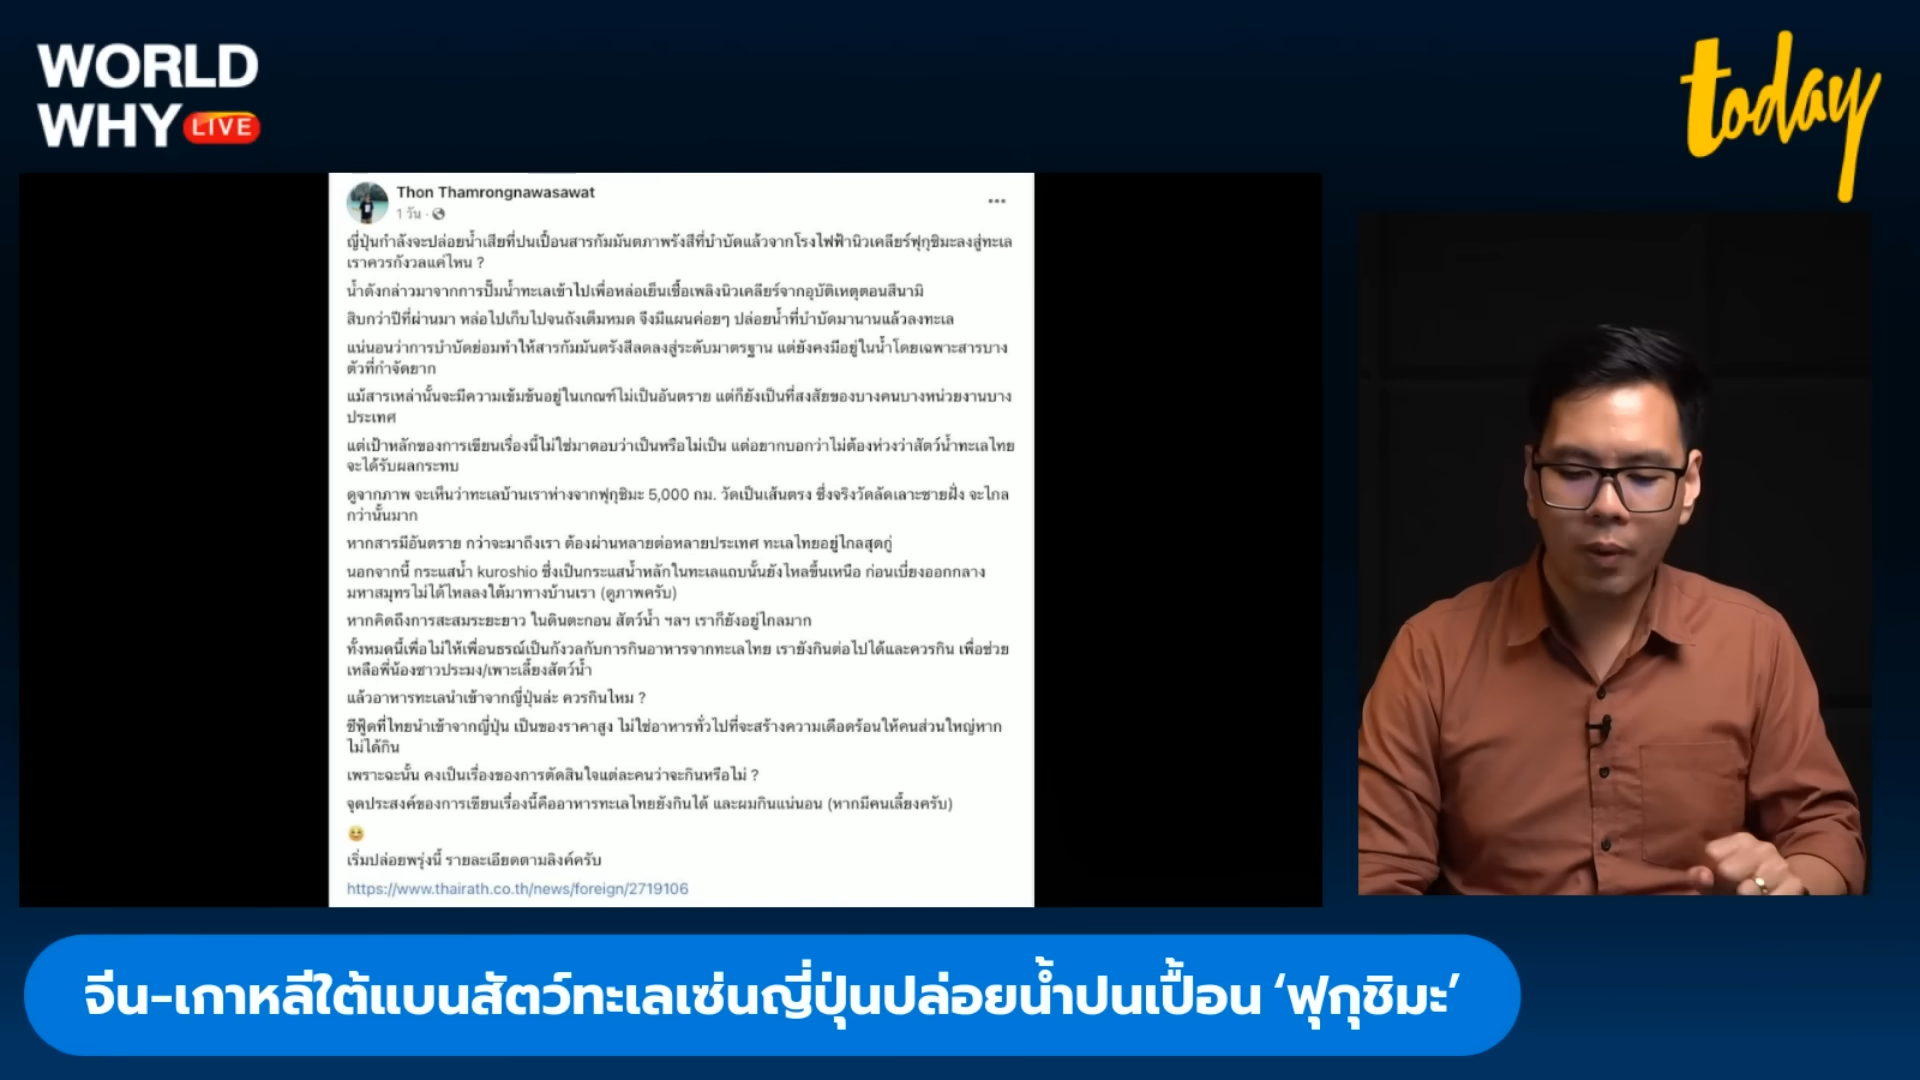 WORLD
WHY LIVE
today
Thon Thamrongnawasawat
1 วัน ·
ญี่ปุ่นกำลังจะปล่อยน้ำเสียที่ปนเปื้อนสารกัมมันตภาพรังสีที่บำบัดแล้วจากโรงไฟฟ้านิวเคลียร์ฟุกุชิมะลงสู่ทะเล
เราควรกังวลแค่ไหน ?
น้ำดังกล่าวมาจากการปั๊มน้ำทะเลเข้าไปเพื่อหล่อเย็นเชื้อเพลิงนิวเคลียร์จากอุบัติเหตุตอนสึนามิ
สิบกว่าปีที่ผ่านมา หล่อไปเก็บไปจนถังเต็มหมด จึงมีแผนค่อยๆ ปล่อยน้ำที่บำบัดมานานแล้วลงทะเล
แน่นอนว่าการบำบัดย่อมทำให้สารกัมมันตรังสีลดลงสู่ระดับมาตรฐาน แต่ยังคงมีอยู่ในน้ำโดยเฉพาะสารบาง
ตัวที่กำจัดยาก
แม้สารเหล่านั้นจะมีความเข้มข้นอยู่ในเกณฑ์ไม่เป็นอันตราย แต่ก็ยังเป็นที่สงสัยของบางคนบางหน่วยงานบาง
ประเทศ
แต่เป้าหลักของการเขียนเรื่องนี้ไม่ใช่มาตอบว่าเป็นหรือไม่เป็น แต่อยากบอกว่าไม่ต้องห่วงว่าสัตว์น้ำทะเลไทย
จะได้รับผลกระทบ
ดูจากภาพ จะเห็นว่าทะเลบ้านเราห่างจากฟุกุชิมะ 5,000 กม. วัดเป็นเส้นตรง ซึ่งจริงวัดลัดเลาะชายฝั่ง จะไกล
กว่านั้นมาก
หากสารมีอันตราย กว่าจะมาถึงเรา ต้องผ่านหลายต่อหลายประเทศ ทะเลไทยอยู่ไกลสุดกู่
นอกจากนี้ กระแสน้ำ kuroshio ซึ่งเป็นกระแสน้ำหลักในทะเลแถบนั้นยังไหลขึ้นเหนือ ก่อนเบี่ยงออกกลาง
มหาสมุทรไม่ได้ไหลลงใต้มาทางบ้านเรา (ดูภาพครับ)
หากคิดถึงการสะสมระยะยาว ในดินตะกอน สัตว์น้ำ ฯลฯ เราก็ยังอยู่ไกลมาก
ทั้งหมดนี้เพื่อไม่ให้เพื่อนธรณ์เป็นกังวลกับการกินอาหารจากทะเลไทย เรายังกินต่อไปได้และควรกิน เพื่อช่วย
เหลือพี่น้องชาวประมง/เพาะเลี้ยงสัตว์น้ำ
แล้วอาหารทะเลนำเข้าจากญี่ปุ่นล่ะ ควรกินไหม ?
ซีฟู้ดที่ไทยนำเข้าจากญี่ปุ่น เป็นของราคาสูง ไม่ใช่อาหารทั่วไปที่จะสร้างความเดือดร้อนให้คนส่วนใหญ่หาก
ไม่ได้กิน
เพราะฉะนั้น คงเป็นเรื่องของการตัดสินใจแต่ละคนว่าจะกินหรือไม่ ?
จุดประสงค์ของการเขียนเรื่องนี้คืออาหารทะเลไทยยังกินได้ และผมกินแน่นอน (หากมีคนเลี้ยงครับ)
เริ่มปล่อยพรุ่งนี้ รายละเอียดตามลิงค์ครับ
https://www.thairath.co.th/news/foreign/2719106
จีน-เกาหลีใต้แบนสัตว์ทะเลเซ่นญี่ปุ่นปล่อยน้ำปนเปื้อน ‘ฟุกุชิมะ’